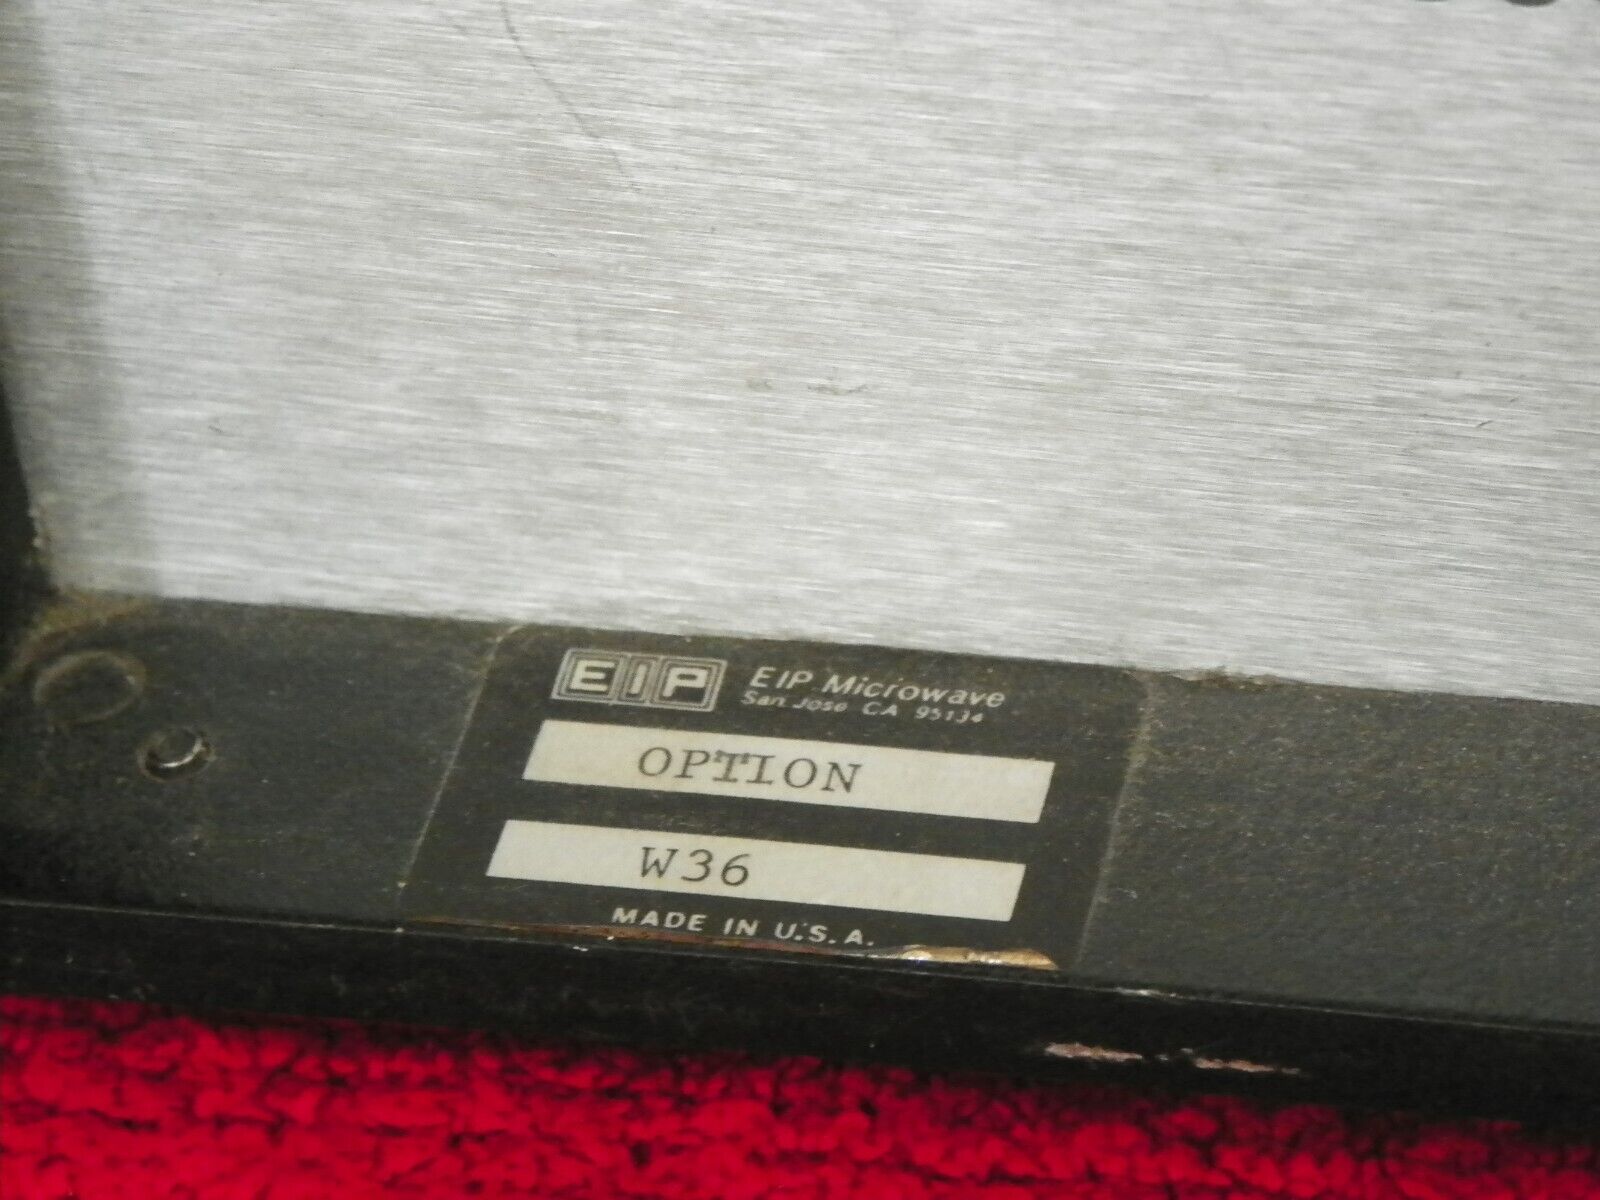 EIP
EIP Microwave
San Jose CA 95134
OPTION
W36
MADE IN U.S.A.